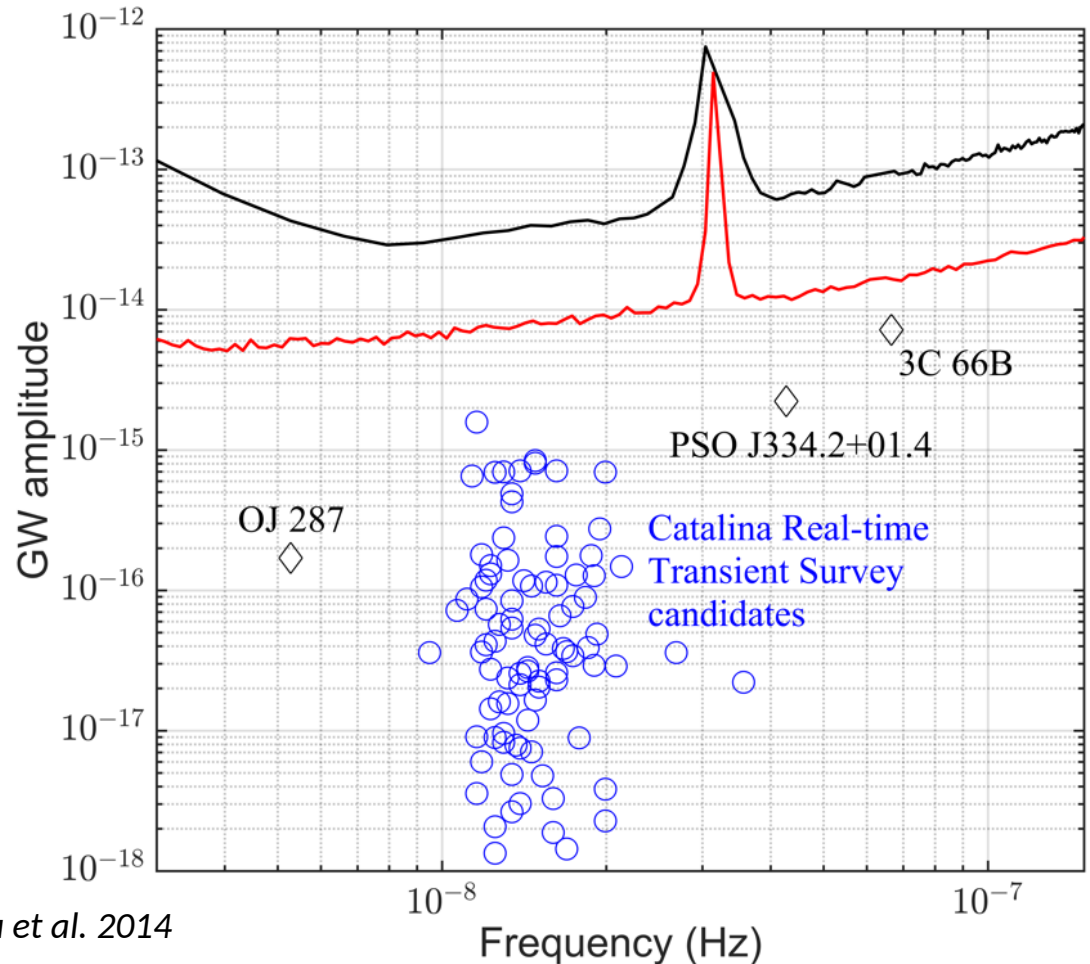 10⁻¹²
10⁻¹³
10⁻¹⁴
10⁻¹⁵
10⁻¹⁶
10⁻¹⁷
10⁻¹⁸
GW amplitude
3C 66B
PSO J334.2+01.4
OJ 287
Catalina Real-time
Transient Survey
candidates
10⁻⁸
10⁻⁷
Frequency (Hz)
et al. 2014